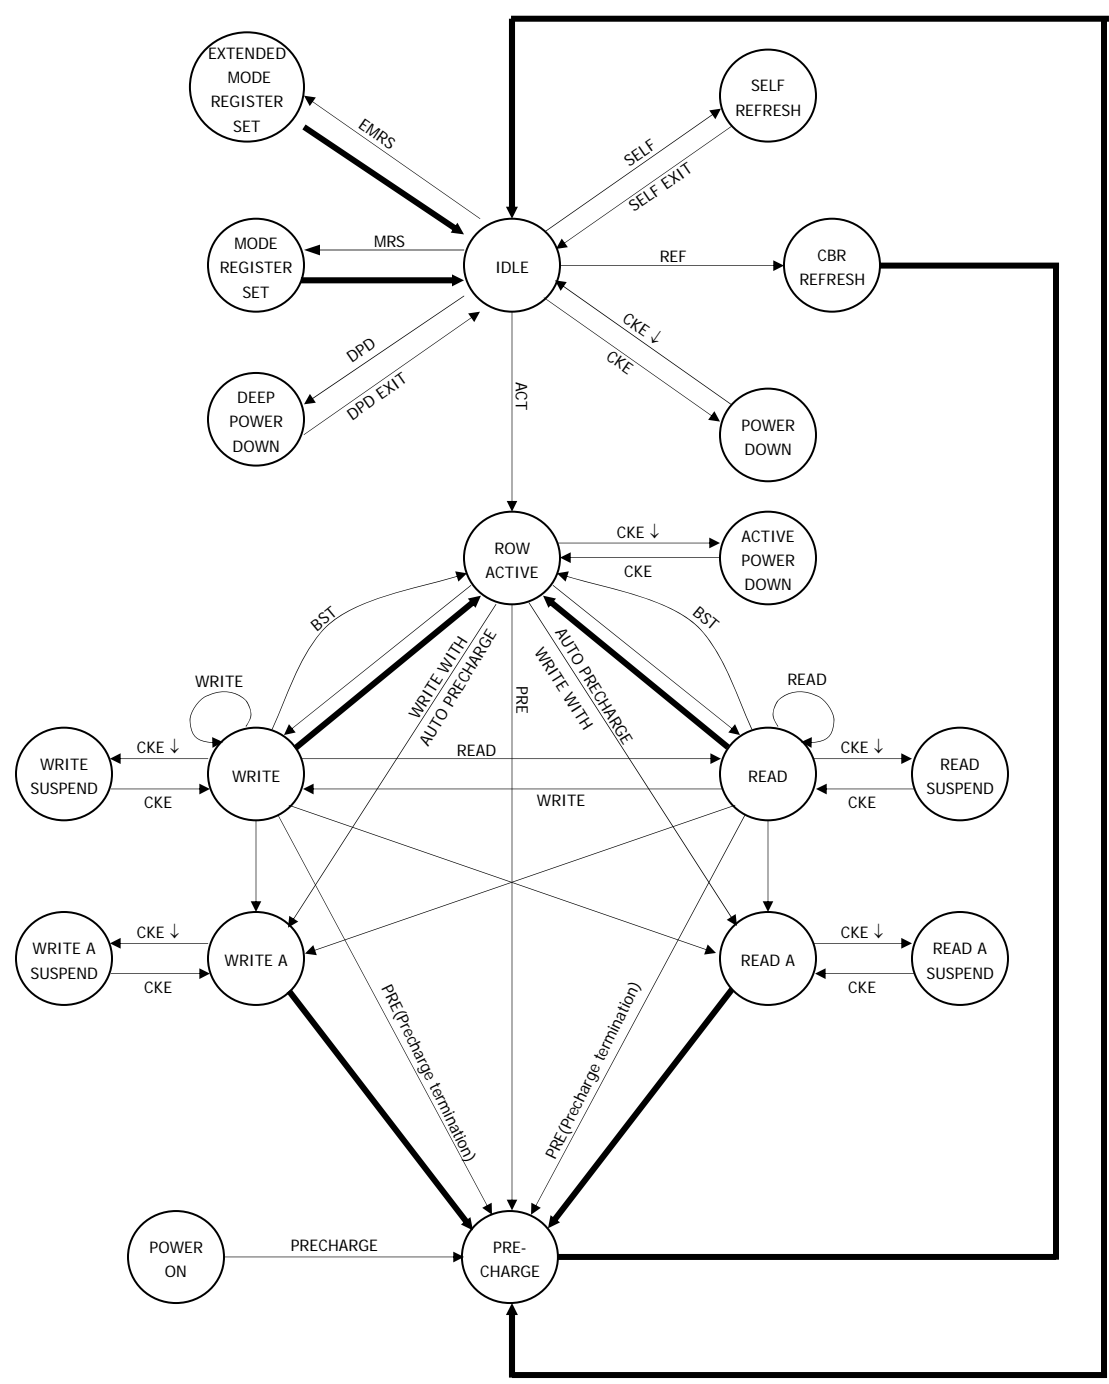 EXTENDED
MODE
REGISTER
SET
SELF
REFRESH
EMRS
SELF
SELF EXIT
MODE
REGISTER
SET
MRS
IDLE
REF
CBR
REFRESH
DPD
DPD EXIT
CKE ↓
CKE
DEEP
POWER
DOWN
ACT
POWER
DOWN
ROW
ACTIVE
CKE ↓
CKE
ACTIVE
POWER
DOWN
BST
BST
WRITE WITH
AUTO PRECHARGE
PRE
AUTO PRECHARGE
WRITE WITH
WRITE
READ
WRITE
SUSPEND
CKE ↓
CKE
WRITE
READ
WRITE
READ
CKE ↓
CKE
READ
SUSPEND
WRITE A
SUSPEND
CKE ↓
CKE
WRITE A
READ A
CKE ↓
CKE
READ A
SUSPEND
PRE(Precharge termination)
PRE(Precharge termination)
POWER
ON
PRECHARGE
PRE-
CHARGE